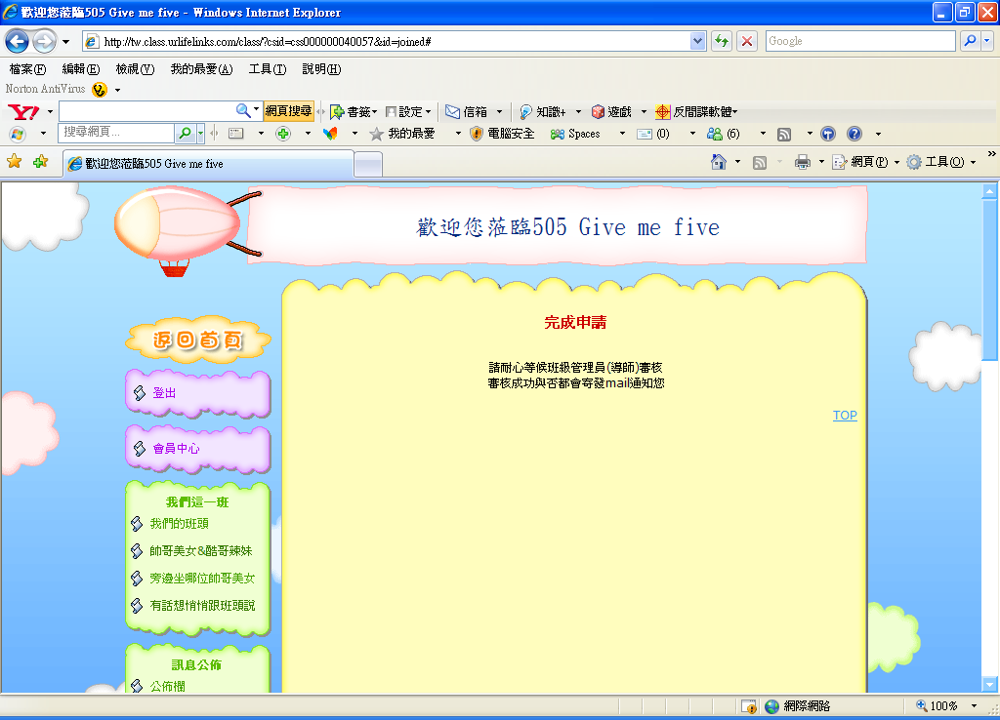 歡迎您蒞臨505 Give me five - Windows Internet Explorer
http://tw.class.urlifelinks.com/class/?csid=css000000040057&id=joined#
Google
檔案(F) 編輯(E) 檢視(V) 我的最愛(A) 工具(T) 說明(H)
Norton AntiVirus
Y! 網頁搜尋 書籤 設定 信箱 知識+ 遊戲 反間諜軟體
搜尋網頁... 我的最愛 電腦安全 Spaces (0) (6)
歡迎您蒞臨505 Give me five
網頁(P) 工具(O)
歡迎您蒞臨505 Give me five
返回首頁
登出
會員中心
我們這一班
我們的班頭
帥哥美女&酷哥辣妹
旁邊坐哪位帥哥美女
有話想悄悄跟班頭說
訊息公佈
公佈欄
完成申請
請耐心等候班級管理員(導師)審核
審核成功與否都會寄發mail通知您
TOP
網際網路
100%